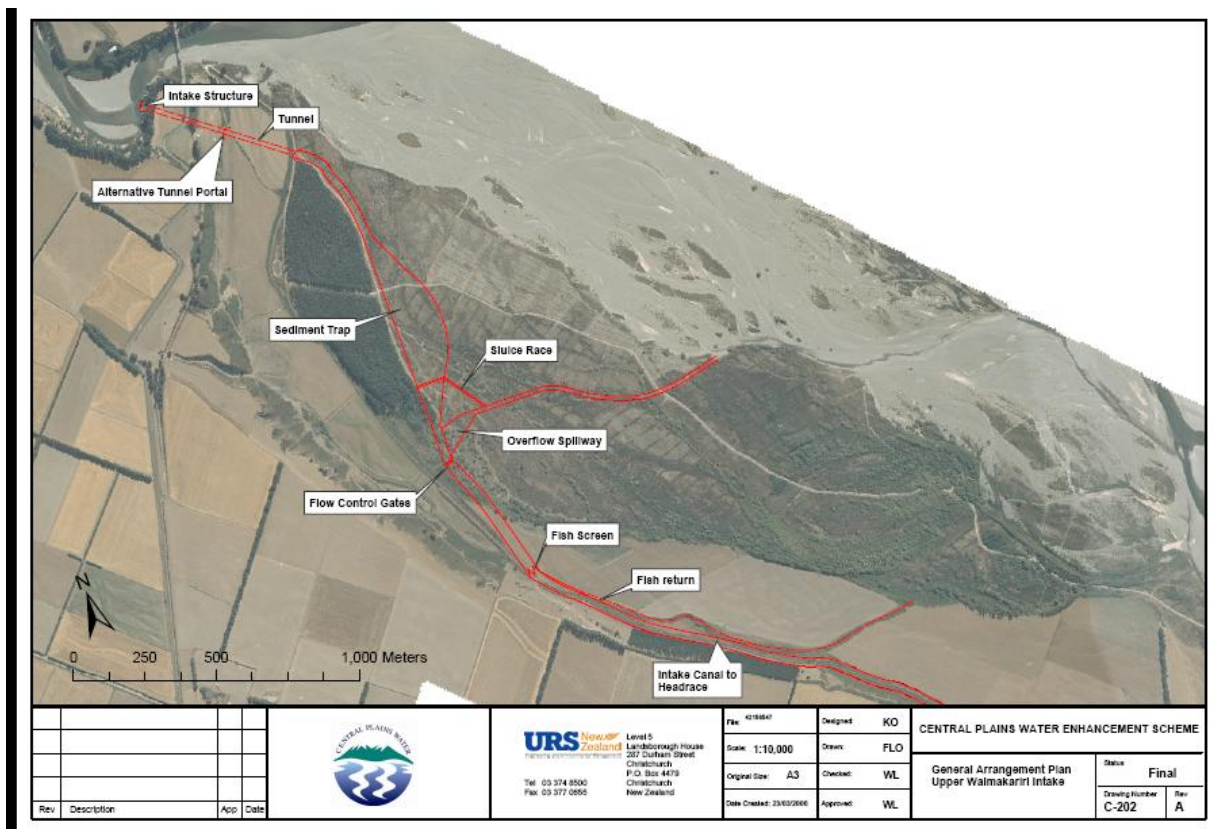 Intake Structure
Tunnel
Alternative Tunnel Portal
Sediment Trap
Sluice Race
Overflow Spillway
Flow Control Gates
Fish Screen
Fish return
Intake Canal to
Headrace
N
0 250 500 1,000 Meters
Rev Description App Date
CENTRAL PLAINS WATER
URS New Zealand
Engineering and Environmental Management
Level 5
Landsborough House
287 Durham Street
Christchurch
P.O. Box 4479
Christchurch
New Zealand
Tel 03 374 8500
Fax 03 377 0655
File:
Scale: 1:10,000
Original Size: A3
Date Created: 23/02/2006
Designed: KO
Drawn: FLO
Checked: WL
Approved: WL
CENTRAL PLAINS WATER ENHANCEMENT SCHEME
General Arrangement Plan
Upper Waimakariri Intake
Status
Final
Drawing Number
C-202
Rev
A